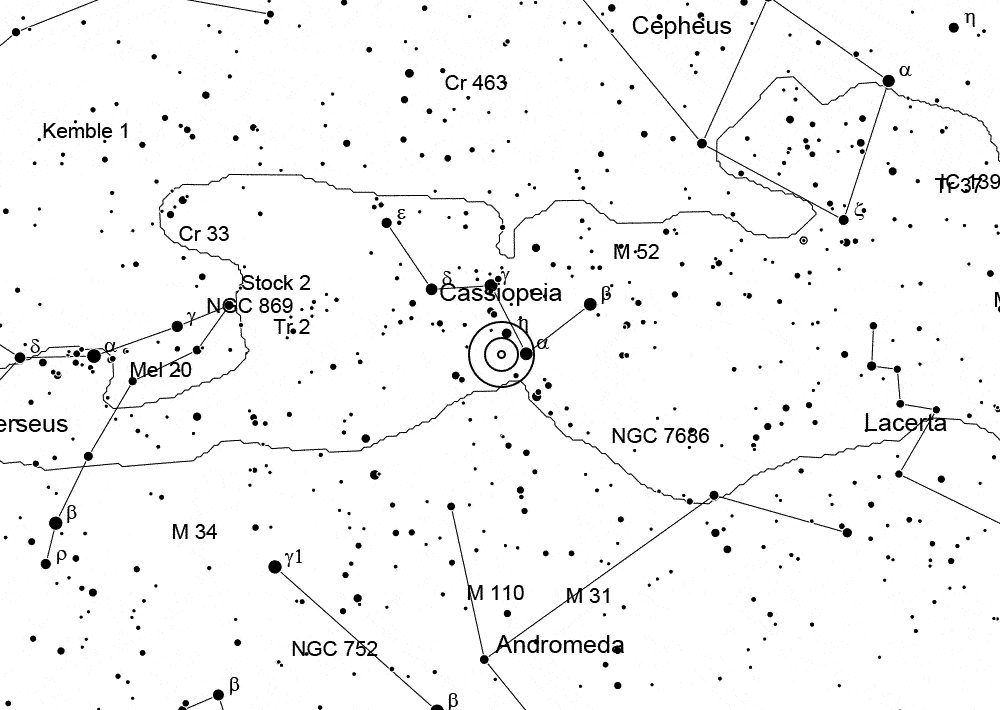 Cepheus
η
α
Cr 463
Kemble 1
ζ
ε
Cr 33
M 52
δ
γ
Stock 2
Cassiopeia
β
NGC 869
γ
Tr 2
η
α
δ
α
Mel 20
erseus
Lacerta
NGC 7686
β
M 34
ρ
γ1
M 110
M 31
NGC 752
Andromeda
β
β